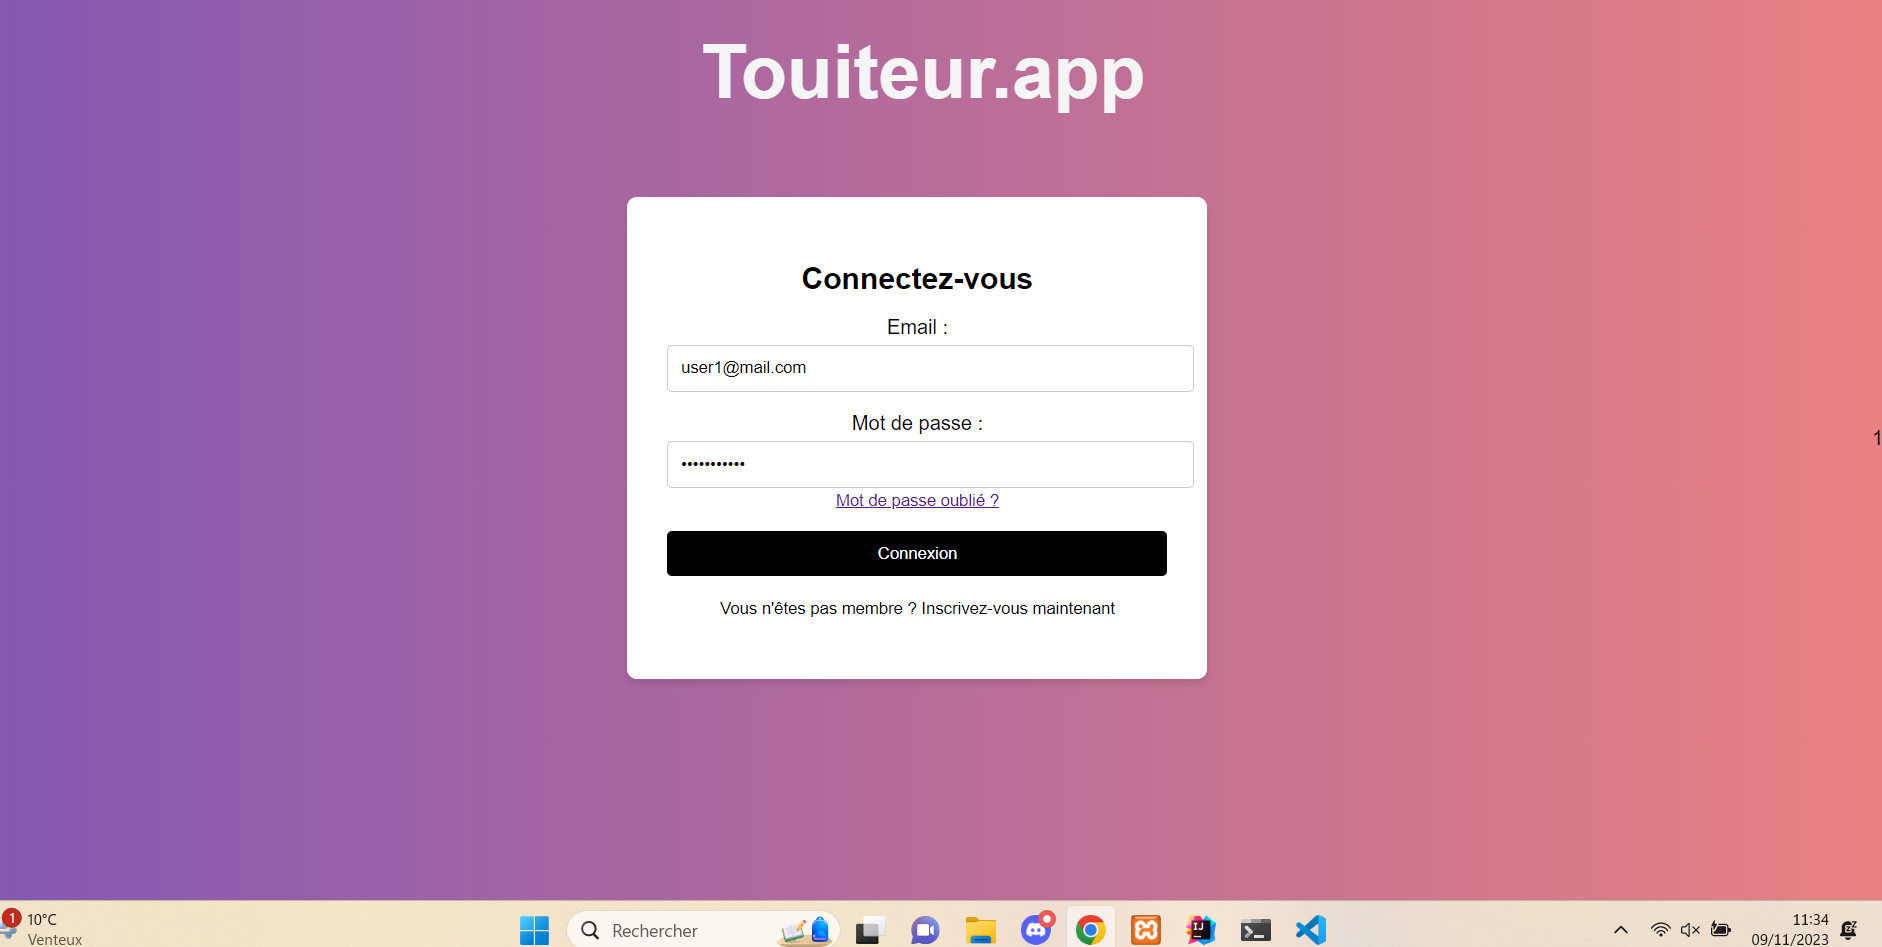 Touiteur.app
Connectez-vous
Email :
user1@mail.com
Mot de passe :
•••••••••••
Mot de passe oublié ?
Connexion
Vous n'êtes pas membre ? Inscrivez-vous maintenant
1
1
10°C
Venteux
Rechercher
IJ
11:34
09/11/2023